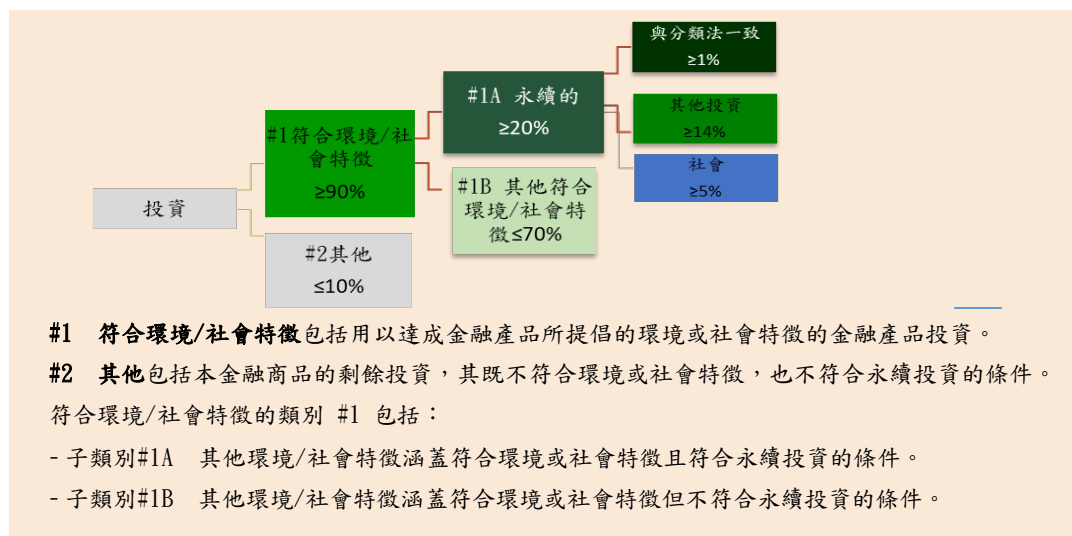 與分類法一致
≥1%
#1A 永續的
≥20%
其他投資
≥14%
社會
≥5%
#1符合環境/社
會特徵
≥90%
#1B 其他符合
環境/社會特
徵≤70%
投資
#2其他
≤10%
#1 符合環境/社會特徵包括用以達成金融產品所提倡的環境或社會特徵的金融產品投資。
#2 其他包括本金融商品的剩餘投資，其既不符合環境或社會特徵，也不符合永續投資的條件。
符合環境/社會特徵的類別 #1 包括：
- 子類別#1A 其他環境/社會特徵涵蓋符合環境或社會特徵且符合永續投資的條件。
- 子類別#1B 其他環境/社會特徵涵蓋符合環境或社會特徵但不符合永續投資的條件。